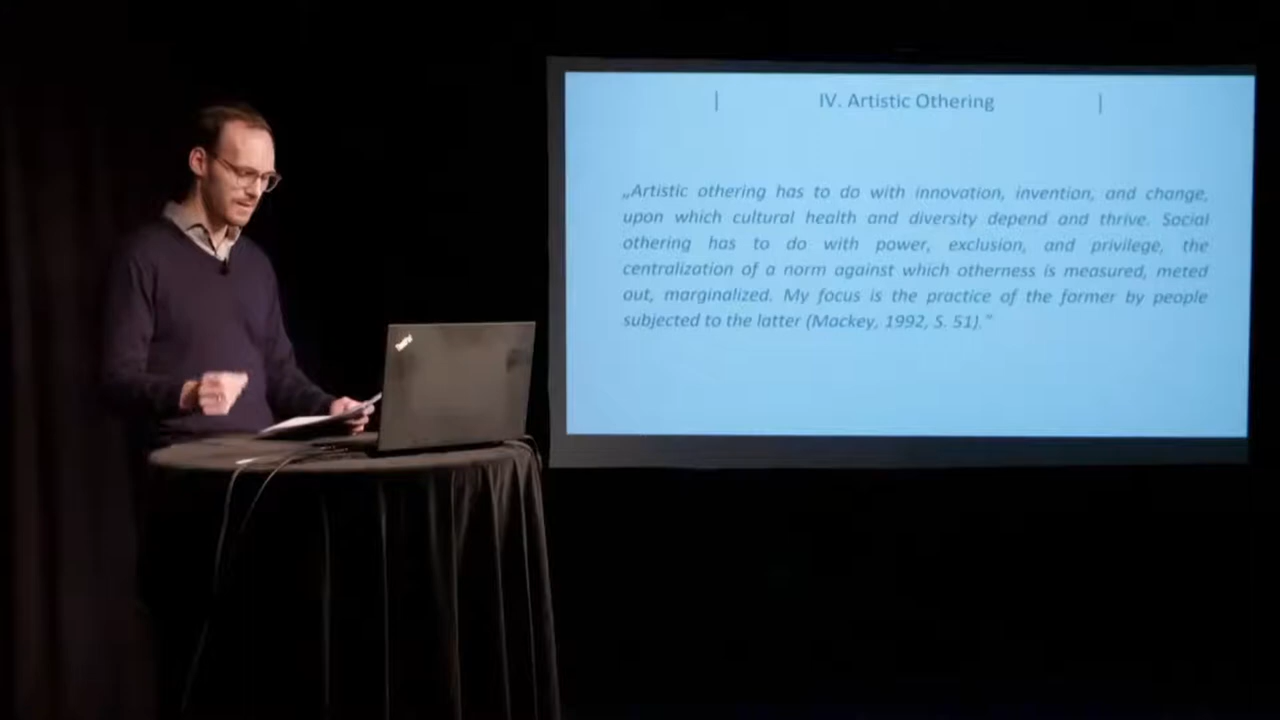 | IV. Artistic Othering |
„Artistic othering has to do with innovation, invention, and change,
upon which cultural health and diversity depend and thrive. Social
othering has to do with power, exclusion, and privilege, the
centralization of a norm against which otherness is measured, meted
out, marginalized. My focus is the practice of the former by people
subjected to the latter (Mackey, 1992, S. 51)."